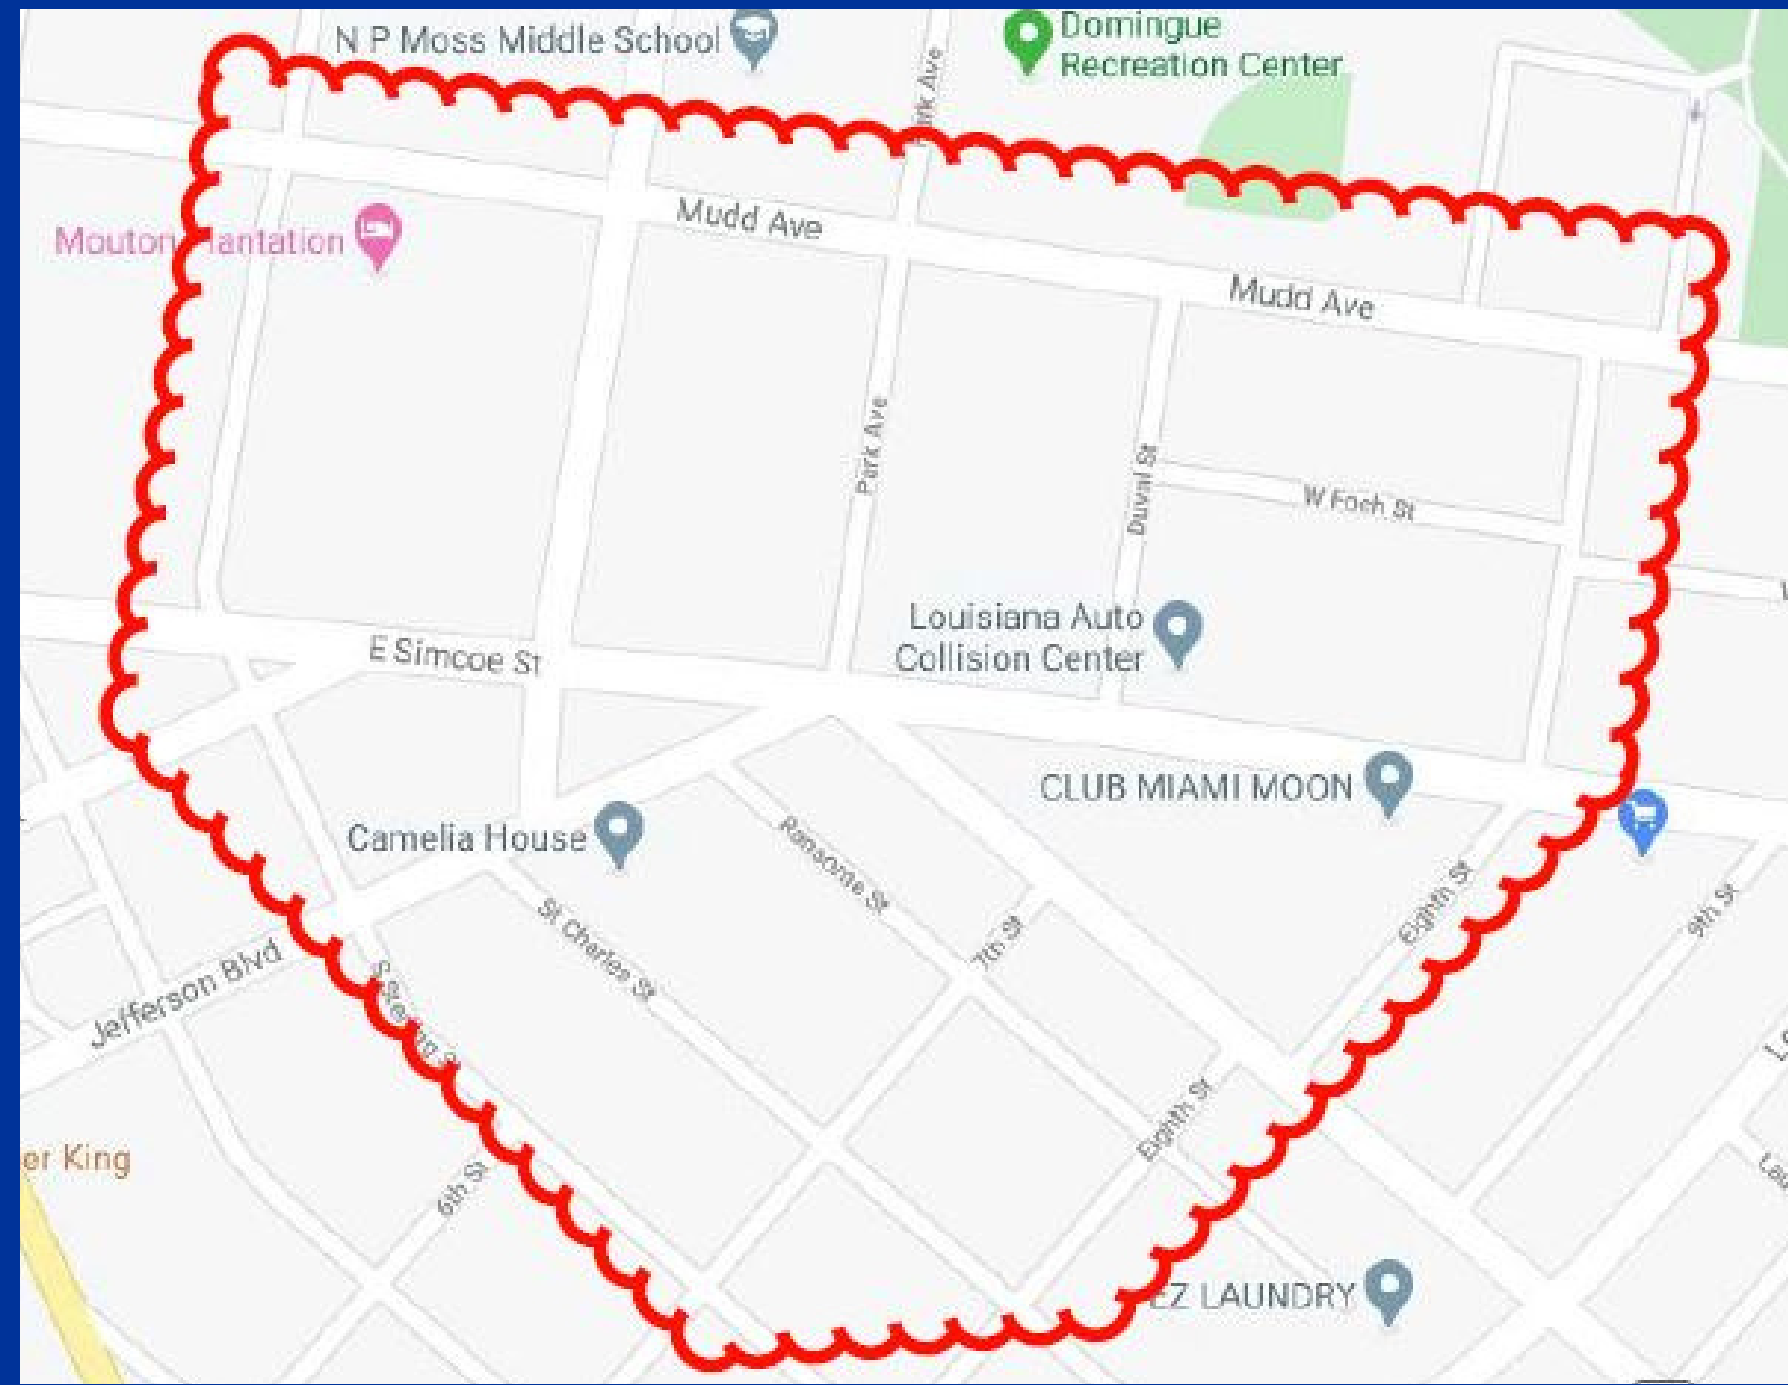 N P Moss Middle School
Domingue
Recreation Center
Park Ave
Mouton Plantation
Mudd Ave
Mudd Ave
Park Ave
Duval St
W Foch St
Louisiana Auto
Collision Center
E Simcoe St
CLUB MIAMI MOON
Camelia House
Ransome St
Eighth St
9th St
St Charles St
7th St
Jefferson Blvd
Eighth St
er King
6th St
EZ LAUNDRY